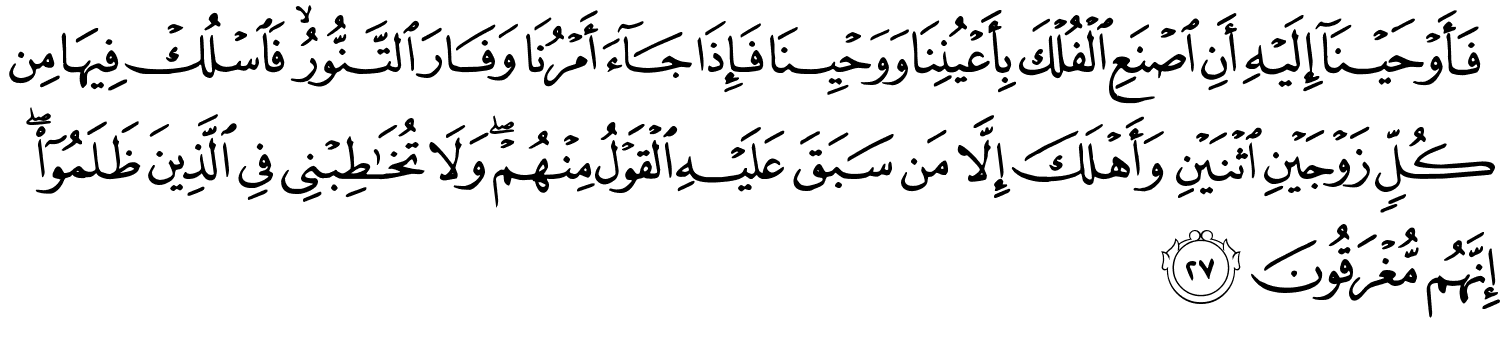 فَأَوۡحَيۡنَآ إِلَيۡهِ أَنِ ٱصۡنَعِ ٱلۡفُلۡكَ بِأَعۡيُنِنَا وَوَحۡيِنَا فَإِذَا جَآءَ أَمۡرُنَا وَفَارَ ٱلتَّنُّورُ ۙ فَٱسۡلُكۡ فِيهَا مِن
كُلّٖ زَوۡجَيۡنِ ٱثۡنَيۡنِ وَأَهۡلَكَ إِلَّا مَن سَبَقَ عَلَيۡهِ ٱلۡقَوۡلُ مِنۡهُمۡ ۖ وَلَا تُخَٰطِبۡنِي فِي ٱلَّذِينَ ظَلَمُوٓاْ ۖ
إِنَّهُم مُّغۡرَقُونَ ٢٧